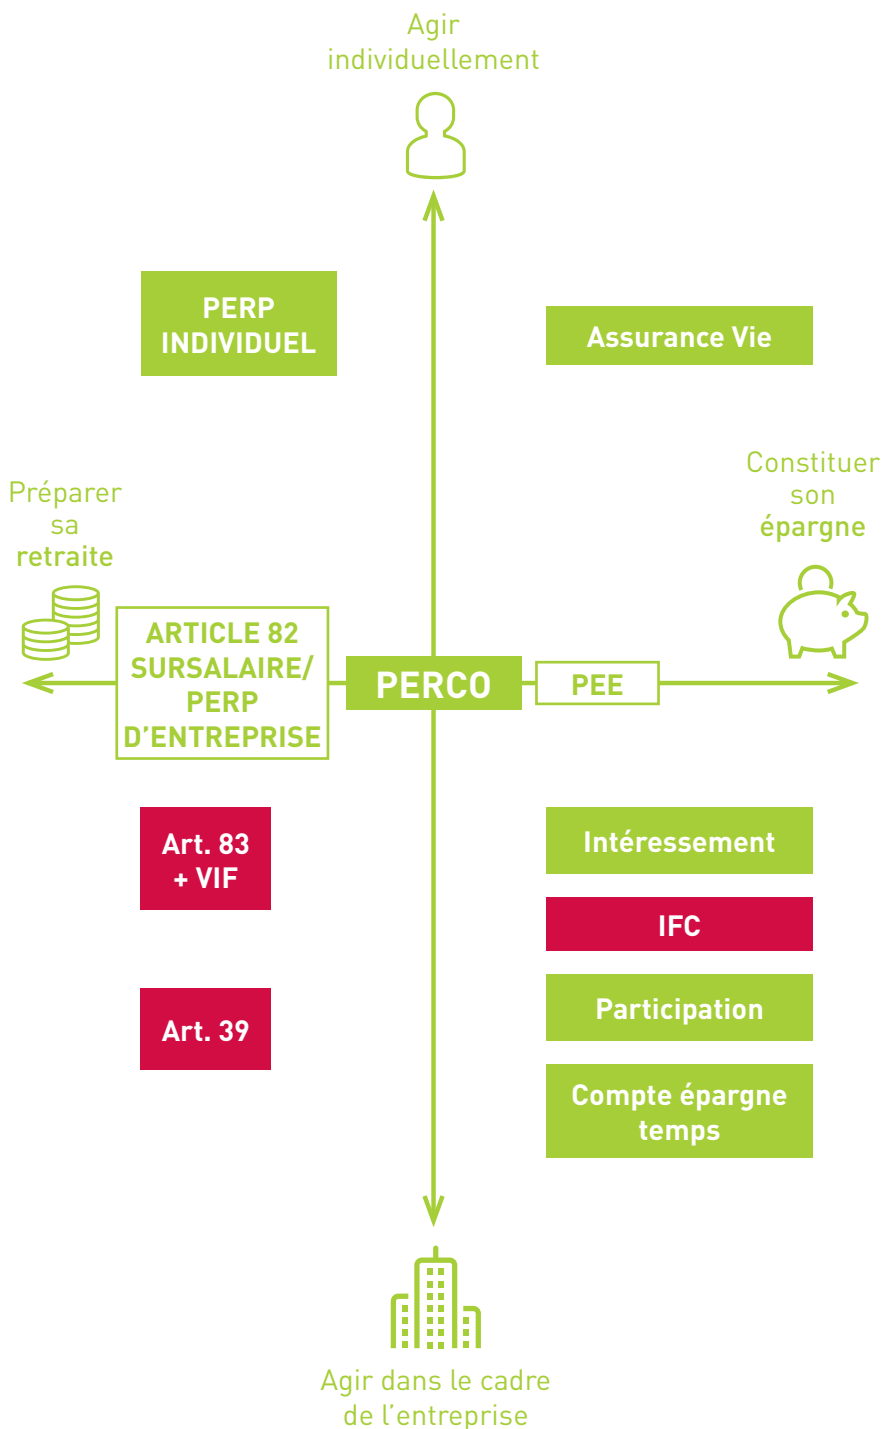 Agir
individuellement
PERP
INDIVIDUEL
Assurance Vie
Préparer
sa
retraite
Constituer
son
épargne
ARTICLE 82
SURSALAIRE/
PERP
D'ENTREPRISE
PERCO
PEE
Art. 83
+ VIF
Art. 39
Intéressement
IFC
Participation
Compte épargne
temps
Agir dans le cadre
de l'entreprise